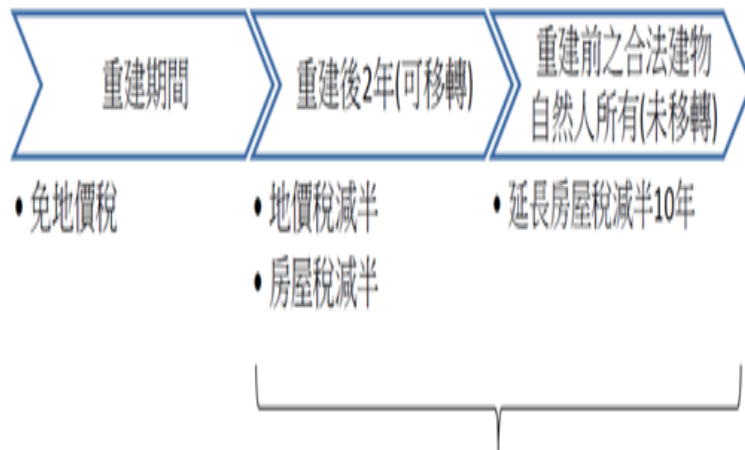 重建期間
重建後2年(可移轉)
重建前之合法建物
自然人所有(未移轉)
• 免地價稅
• 地價稅減半
• 房屋稅減半
• 延長房屋稅減半10年